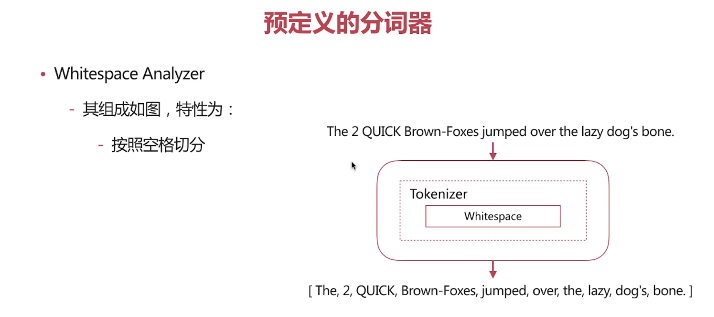 预定义的分词器
• Whitespace Analyzer
- 其组成如图，特性为：
- 按照空格切分
The 2 QUICK Brown-Foxes jumped over the lazy dog's bone.
Tokenizer
Whitespace
[ The, 2, QUICK, Brown-Foxes, jumped, over, the, lazy, dog's, bone. ]